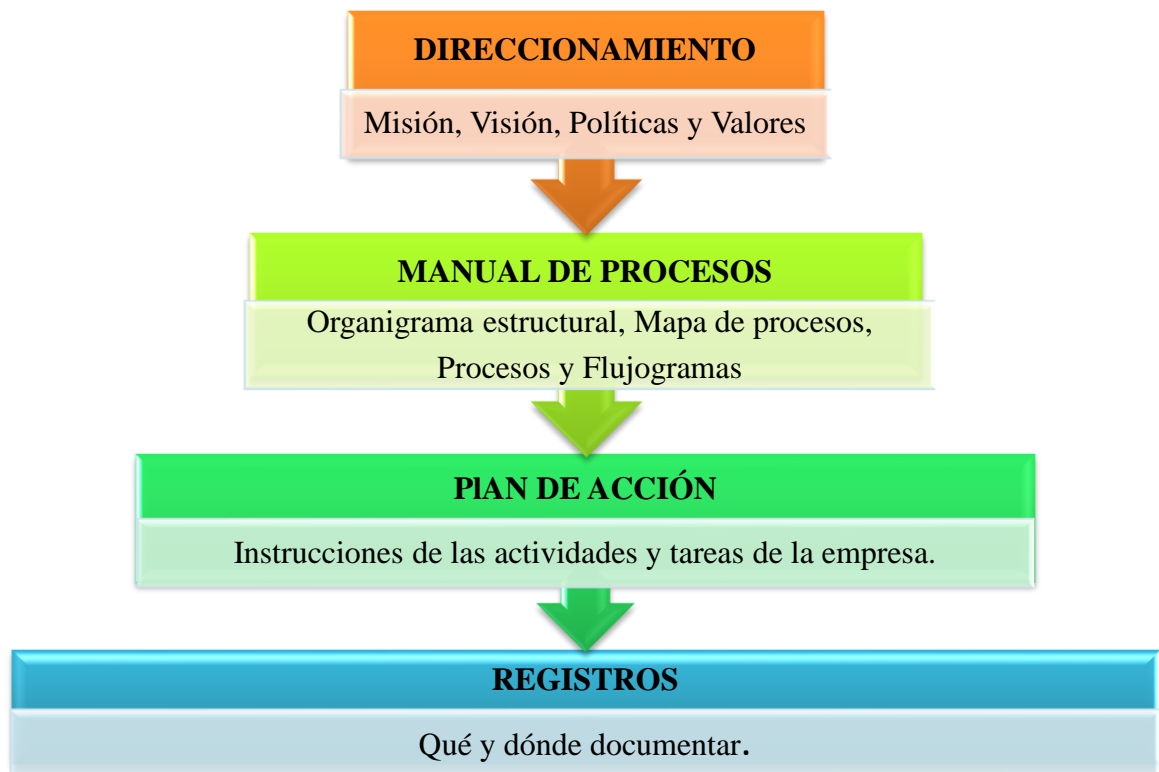 DIRECCIONAMIENTO
Misión, Visión, Políticas y Valores
MANUAL DE PROCESOS
Organigrama estructural, Mapa de procesos,
Procesos y Flujogramas
PlAN DE ACCIÓN
Instrucciones de las actividades y tareas de la empresa.
REGISTROS
Qué y dónde documentar.